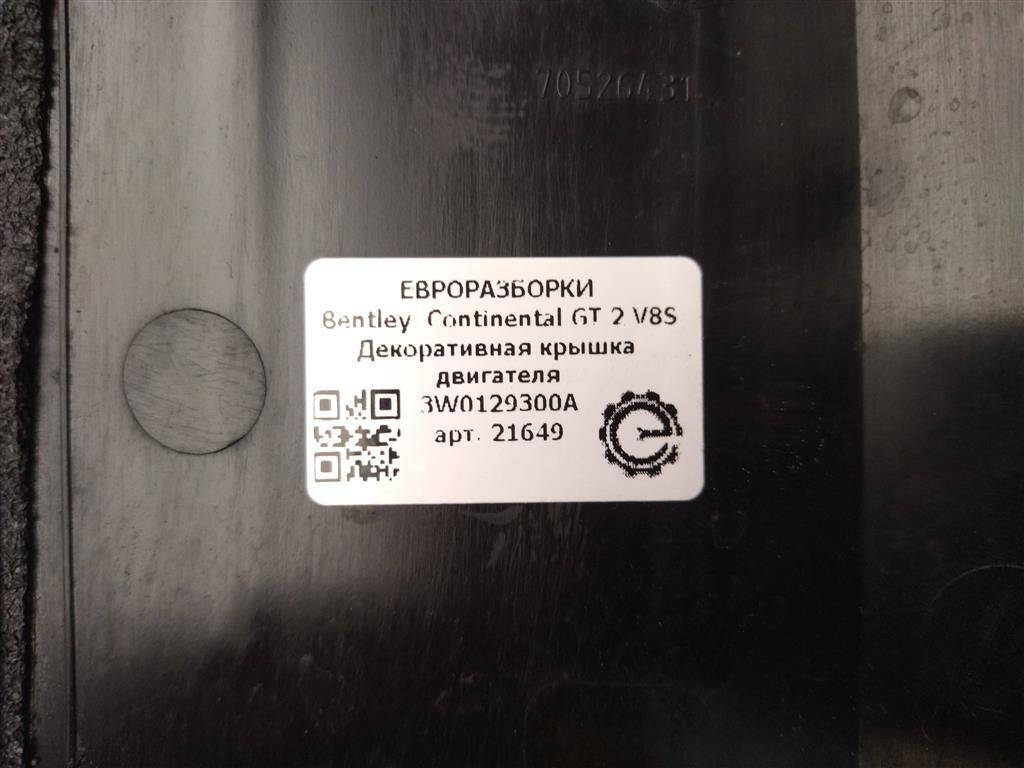 70526431
ЕВРОРАЗБОРКИ
Bentley Continental GT 2 V8S
Декоративная крышка
двигателя
3W0129300A
арт. 21649